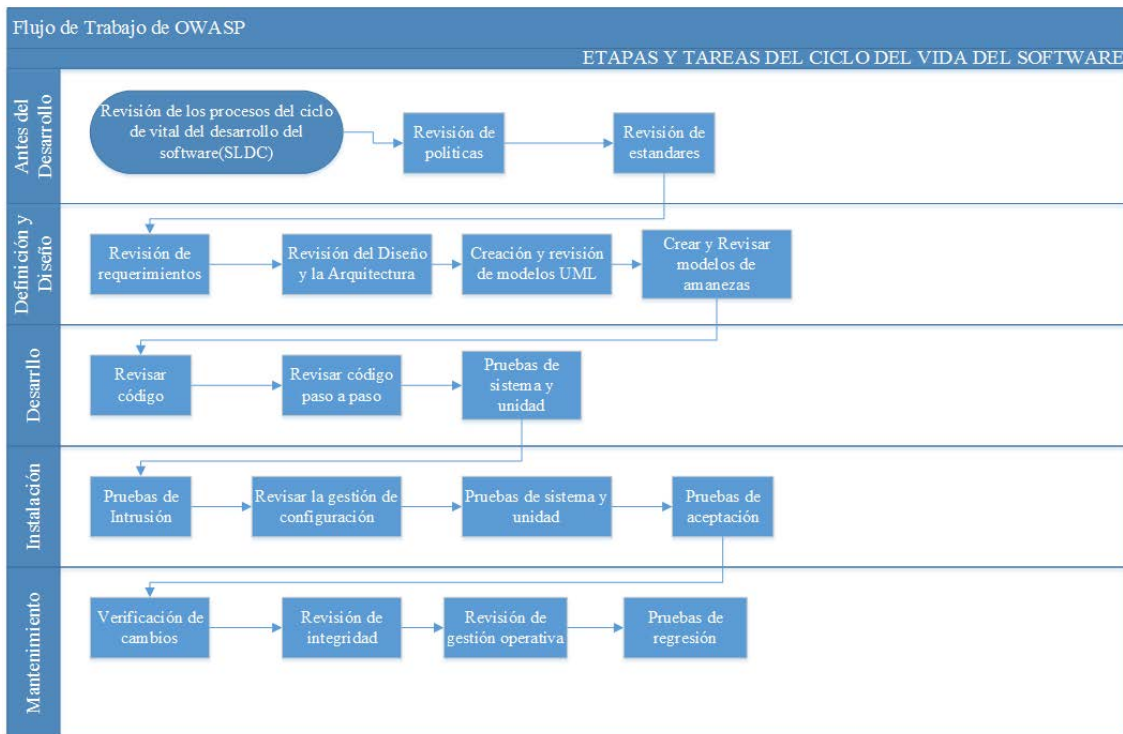 Flujo de Trabajo de OWASP
ETAPAS Y TAREAS DEL CICLO DEL VIDA DEL SOFTWARE
Antes del
Desarrollo
Revisión de los procesos del ciclo
de vital del desarrollo del
software(SLDC)
Revisión de
políticas
Revisión de
estandares
Definición y
Diseño
Revisión de
requerimientos
Revisión del Diseño
y la Arquitectura
Creación y revisión
de modelos UML
Crear y Revisar
modelos de
amanezas
Desarrllo
Revisar
código
Revisar código
paso a paso
Pruebas de
sistema y
unidad
Instalación
Pruebas de
Intrusión
Revisar la gestión de
configuración
Pruebas de sistema y
unidad
Pruebas de
aceptación
Mantenimiento
Verificación de
cambios
Revisión de
integridad
Revisión de
gestión operativa
Pruebas de
regresión